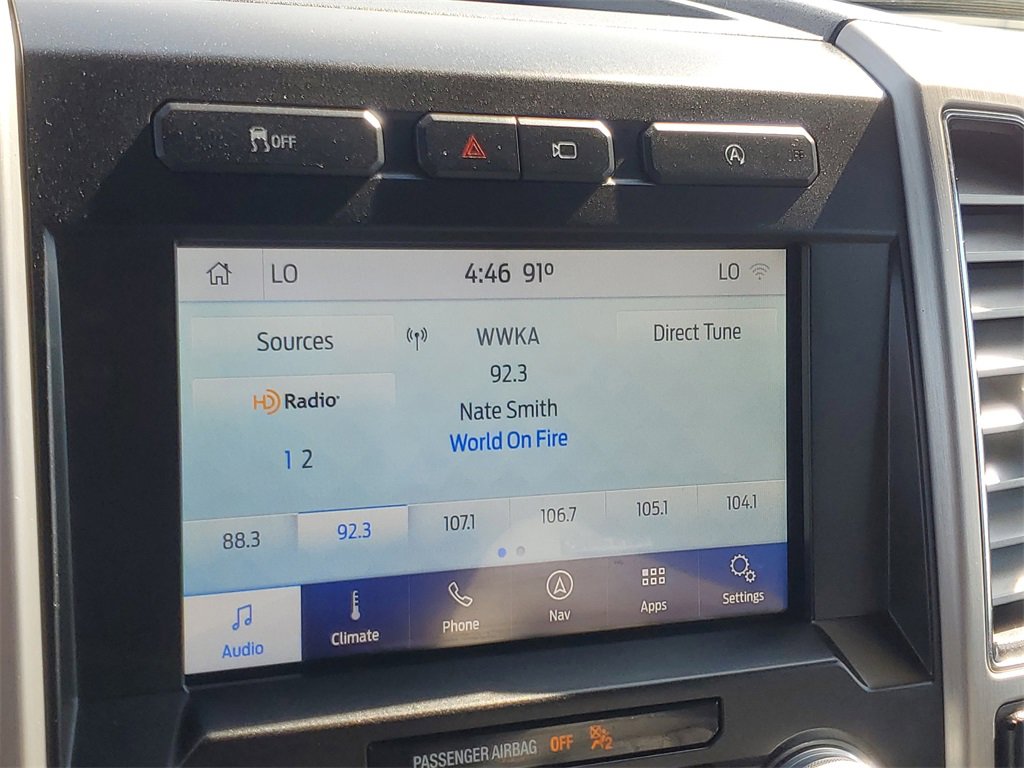 OFF
A OFF
LO 4:46 91° LO
Sources WWKA Direct Tune
92.3
HD Radio Nate Smith
World On Fire
1 2
88.3 92.3 107.1 106.7 105.1 104.1
Audio Climate Phone Nav Apps Settings
PASSENGER AIRBAG OFF 2